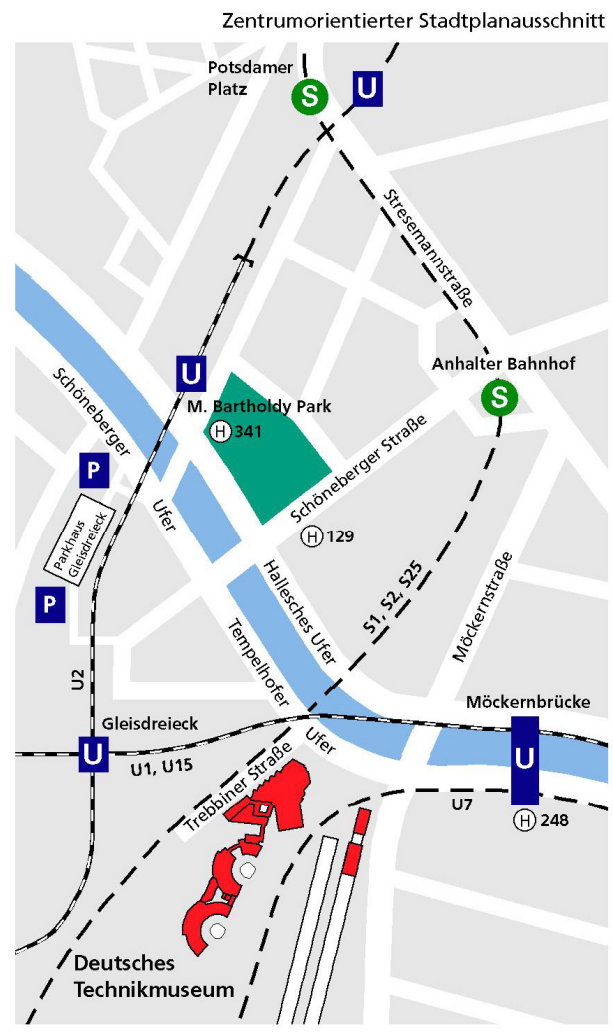 Zentrumorientierter Stadtplanausschnitt
Potsdamer
Platz
S
U
Stresemannstraße
Anhalter Bahnhof
S
U
M. Bartholdy Park
H 341
Schöneberger
Ufer
Schöneberger Straße
P
Parkhaus
Gleisdreieck
P
H 129
Hallesches Ufer
S1, S2, S25
Möckernstraße
Tempelhofer
Ufer
U2
Möckernbrücke
Gleisdreieck
U
U1, U15
U
Trebbiner Straße
U7
H 248
Deutsches
Technikmuseum